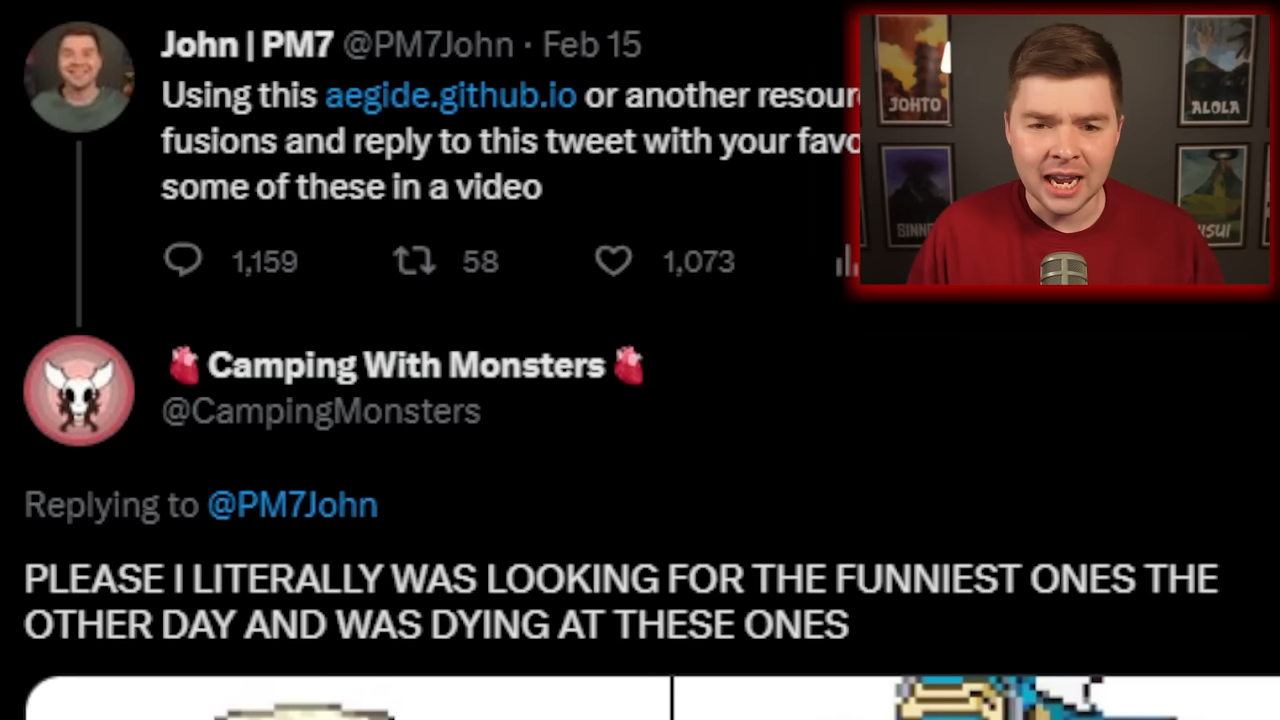 John | PM7 @PM7John · Feb 15
Using this aegide.github.io or another
fusions and reply to this tweet with your
some of these in a video
1,159 58 1,073
Camping With Monsters
@CampingMonsters
Replying to @PM7John
PLEASE I LITERALLY WAS LOOKING FOR THE FUNNIEST ONES THE
OTHER DAY AND WAS DYING AT THESE ONES
JOHTO
ALOLA